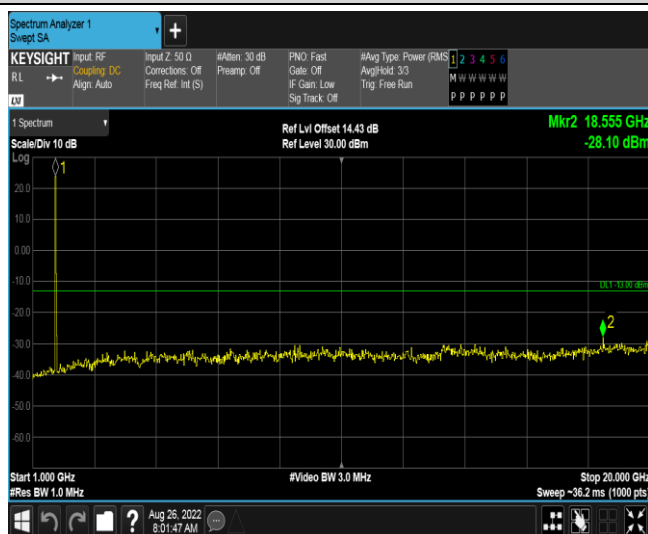 Spectrum Analyzer 1
Swept SA
+
KEYSIGHT
RL
LXI
Input: RF
Coupling: DC
Align: Auto
Input Z: 50 Ω
Corrections: Off
Freq Ref: Int (S)
#Atten: 30 dB
Preamp: Off
PNO: Fast
Gate: Off
IF Gain: Low
Sig Track: Off
#Avg Type: Power (RMS
Avg|Hold: 3/3
Trig: Free Run
1 2 3 4 5 6
M W W W W W
P P P P P P
1 Spectrum
Scale/Div 10 dB
Log
Ref Lvl Offset 14.43 dB
Ref Level 30.00 dBm
Mkr2 18.555 GHz
-28.10 dBm
1
20.0
10.0
0.00
-10.0
DL1 -13.00 dBm
-20.0
2
-30.0
-40.0
-50.0
-60.0
Start 1.000 GHz
#Res BW 1.0 MHz
#Video BW 3.0 MHz
Stop 20.000 GHz
Sweep ~36.2 ms (1000 pts)
?
Aug 26, 2022
8:01:47 AM